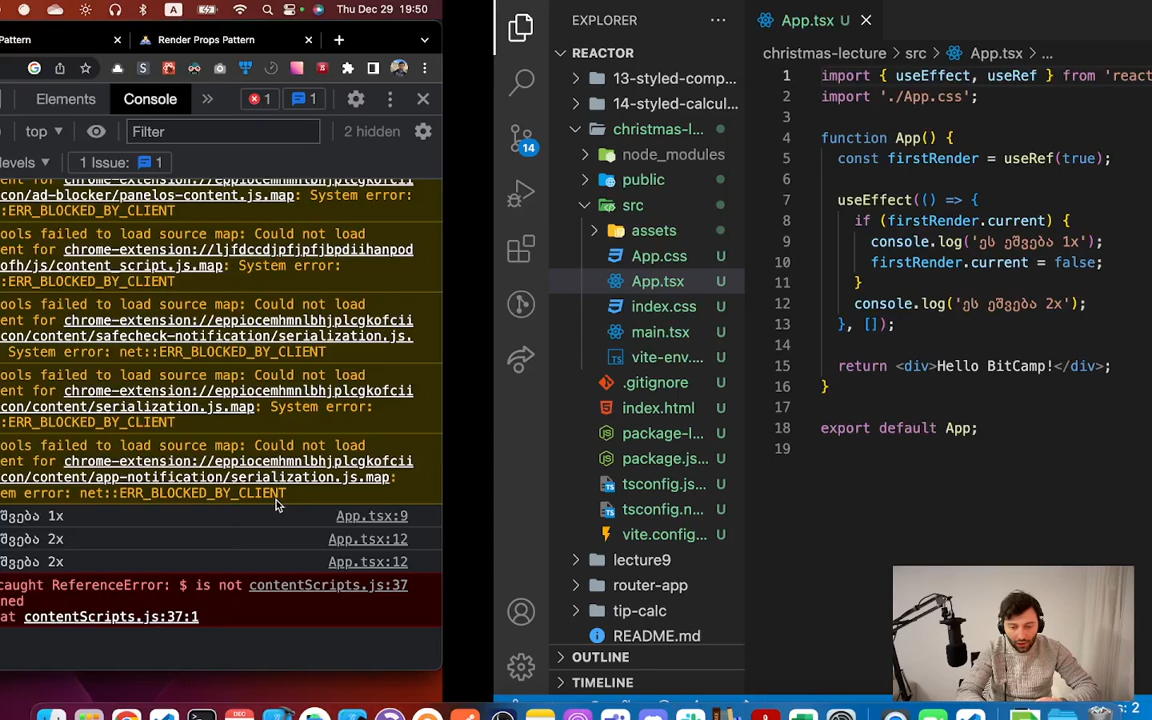 Thu Dec 29 19:50
Pattern
Render Props Pattern
Elements
Console
1
1
top
Filter
2 hidden
levels
1 Issue:
1
ent for chrome-extension://eppiocemhmnlbhjplcgkofcii
con/ad-blocker/panelos-content.js.map: System error:
::ERR_BLOCKED_BY_CLIENT
ools failed to load source map: Could not load
ent for chrome-extension://ljfdccdjpfjpfjbpdiihanpod
ofh/js/content_script.js.map: System error:
::ERR_BLOCKED_BY_CLIENT
ools failed to load source map: Could not load
ent for chrome-extension://eppiocemhmnlbhjplcgkofcii
con/content/safecheck-notification/serialization.js.
System error: net::ERR_BLOCKED_BY_CLIENT
ools failed to load source map: Could not load
ent for chrome-extension://eppiocemhmnlbhjplcgkofcii
con/content/serialization.js.map: System error:
::ERR_BLOCKED_BY_CLIENT
ools failed to load source map: Could not load
ent for chrome-extension://eppiocemhmnlbhjplcgkofcii
con/content/app-notification/serialization.js.map:
em error: net::ERR_BLOCKED_BY_CLIENT
შვება 1x App.tsx:9
შვება 2x App.tsx:12
შვება 2x App.tsx:12
caught ReferenceError: $ is not contentScripts.js:37
ned
at contentScripts.js:37:1
EXPLORER
REACTOR
13-styled-comp...
14-styled-calcul...
christmas-l...
node_modules
public
src
assets
App.css U
App.tsx U
index.css U
main.tsx U
vite-env.... U
.gitignore U
index.html U
package-l... U
package.js... U
tsconfig.js... U
tsconfig.n... U
vite.config... U
lecture9
router-app
tip-calc
README.md
OUTLINE
TIMELINE
14
App.tsx U
christmas-lecture > src > App.tsx > ...
1 import { useEffect, useRef } from 'react
2 import './App.css';
3
4 function App() {
5 const firstRender = useRef(true);
6
7 useEffect(() => {
8 if (firstRender.current) {
9 console.log('ეს ეშვება 1x');
10 firstRender.current = false;
11 }
12 console.log('ეს ეშვება 2x');
13 }, []);
14
15 return <div>Hello BitCamp!</div>;
16 }
17
18 export default App;
19